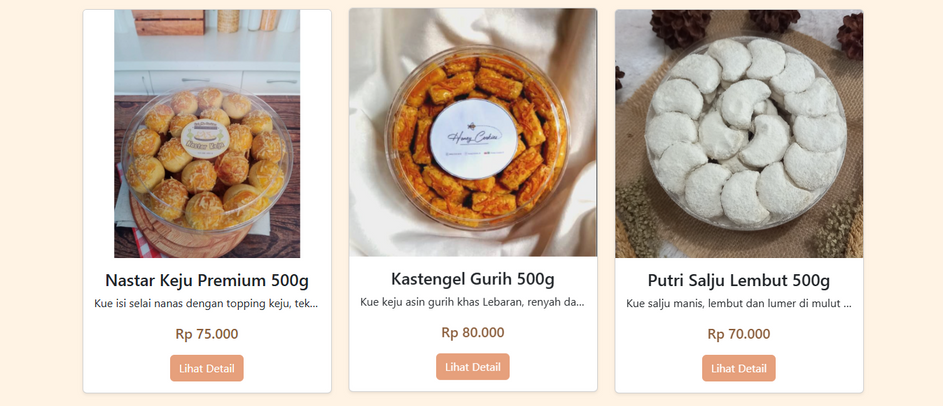 Nastar Keju
Honey Cookies
Nastar Keju Premium 500g
Kue isi selai nanas dengan topping keju, tek...
Rp 75.000
Lihat Detail
Kastengel Gurih 500g
Kue keju asin gurih khas Lebaran, renyah da...
Rp 80.000
Lihat Detail
Putri Salju Lembut 500g
Kue salju manis, lembut dan lumer di mulut ...
Rp 70.000
Lihat Detail